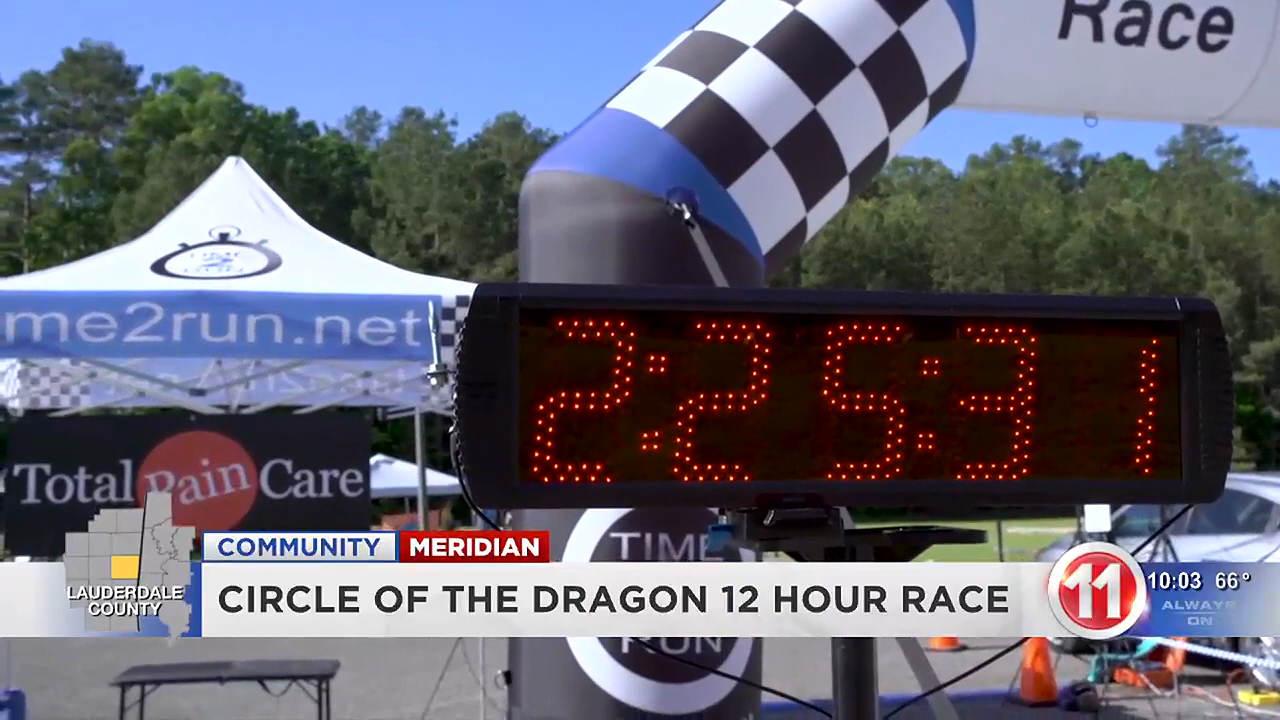 Race
me2run.net
2:25:31
Total Pain Care
TIME
RUN
COMMUNITY MERIDIAN
CIRCLE OF THE DRAGON 12 HOUR RACE
LAUDERDALE
COUNTY
11
10:03 66°
ALWAYS
ON